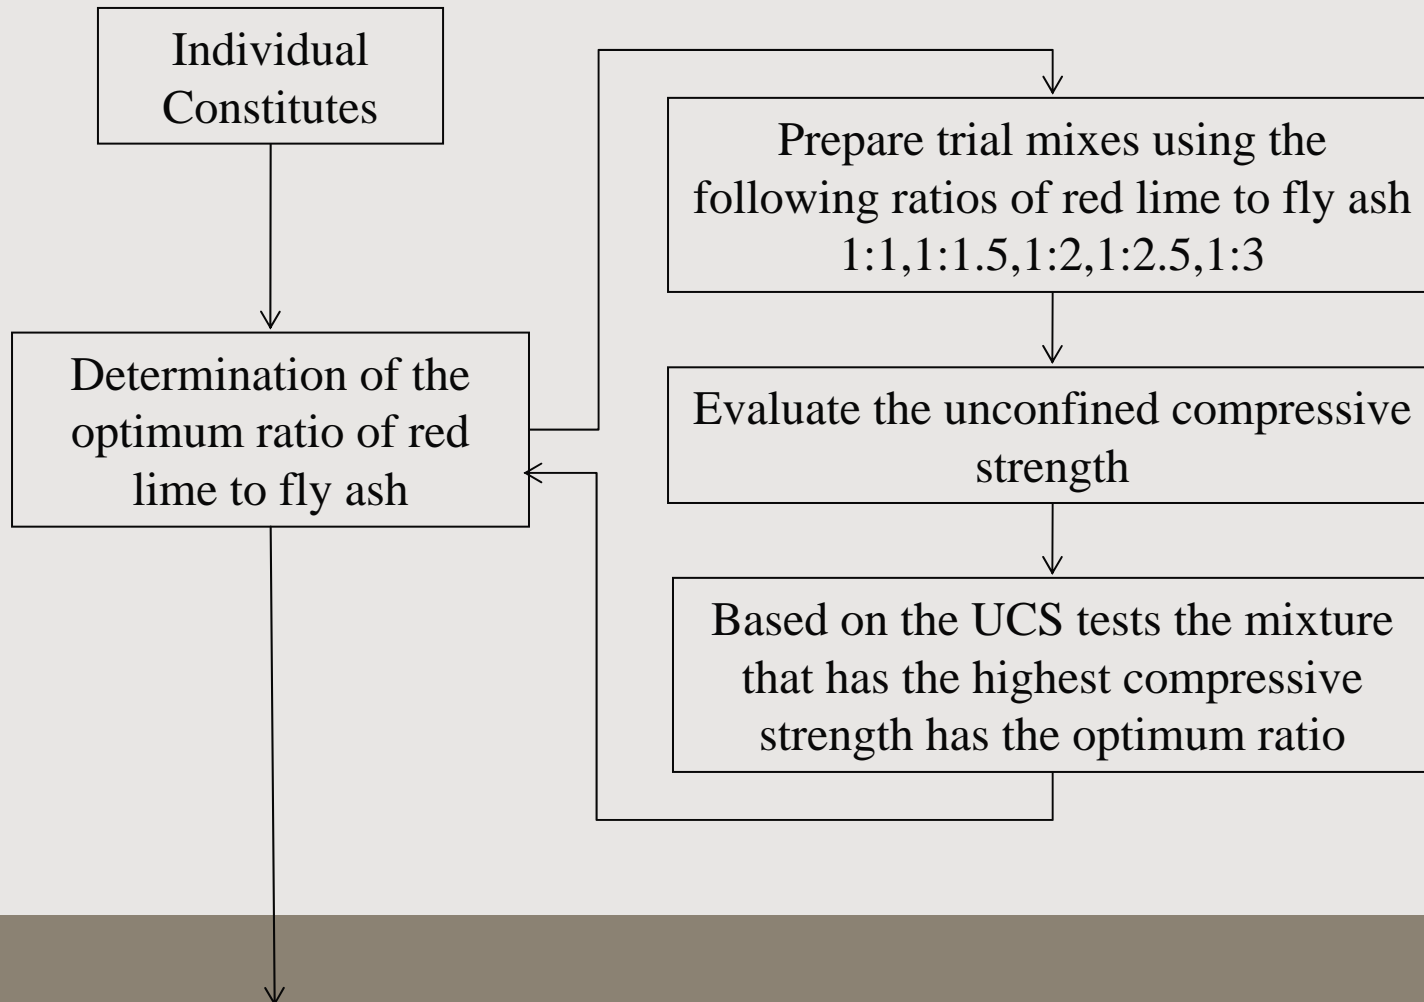 Individual
Constitutes
Determination of the
optimum ratio of red
lime to fly ash
Prepare trial mixes using the
following ratios of red lime to fly ash
1:1,1:1.5,1:2,1:2.5,1:3
Evaluate the unconfined compressive
strength
Based on the UCS tests the mixture
that has the highest compressive
strength has the optimum ratio